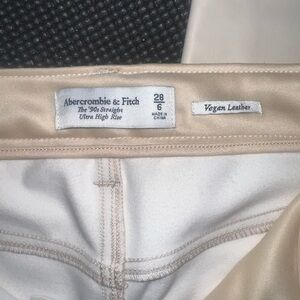 Abercrombie & Fitch
The '90s Straight
Ultra High Rise
28
6
MADE IN
CHINA
Vegan Leather